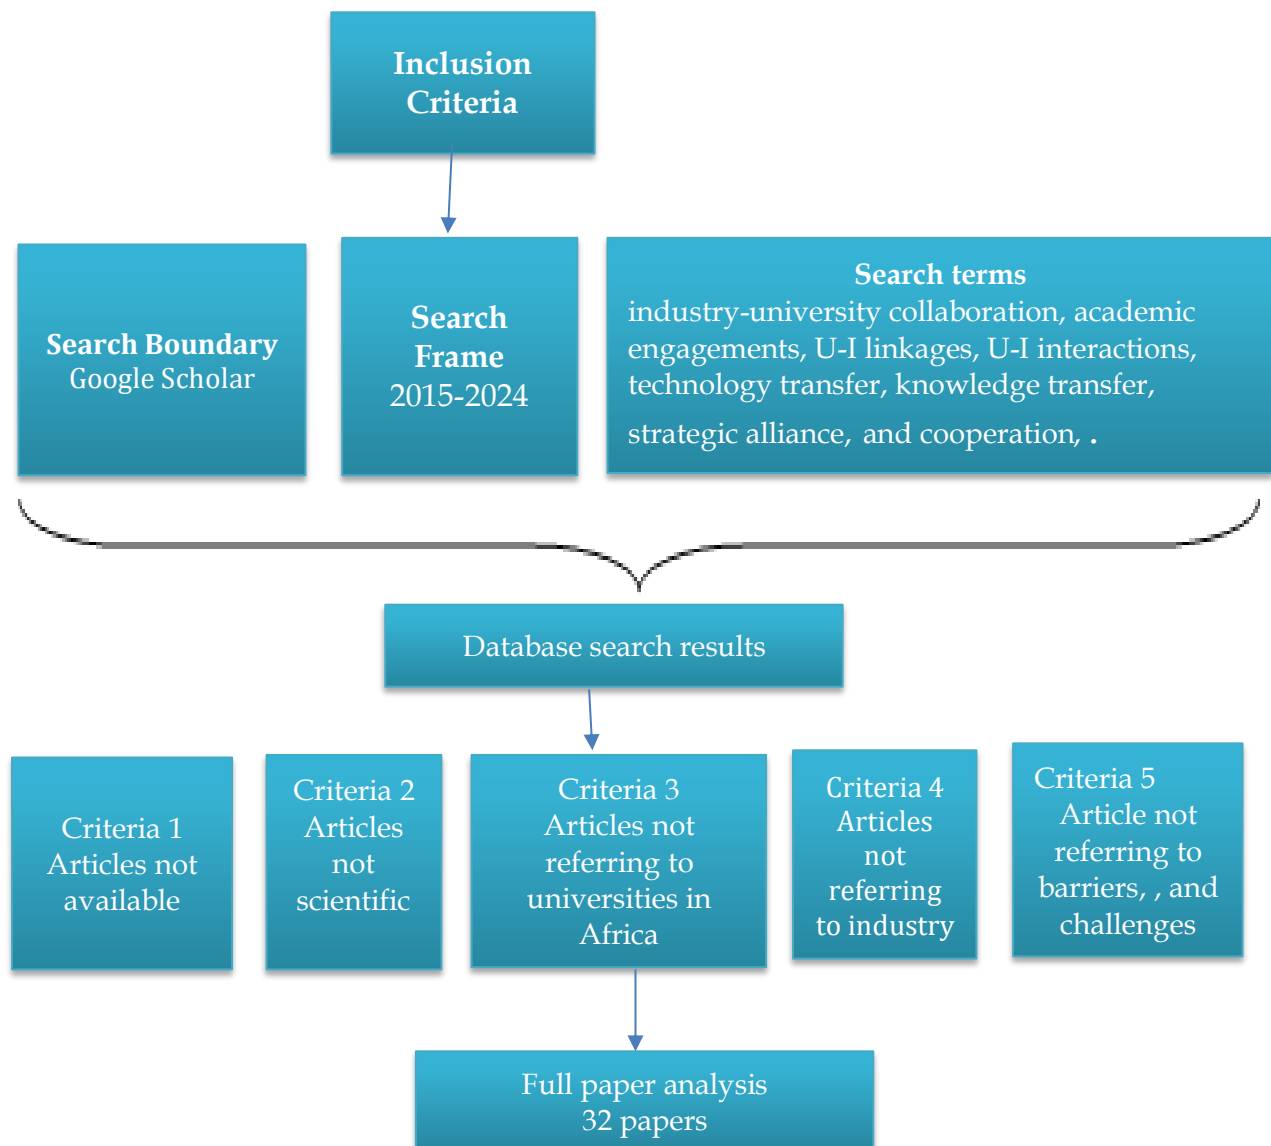 Inclusion
Criteria
Search Boundary
Google Scholar
Search
Frame
2015-2024
Search terms
industry-university collaboration, academic
engagements, U-I linkages, U-I interactions,
technology transfer, knowledge transfer,
strategic alliance, and cooperation, .
Database search results
Criteria 1
Articles not
available
Criteria 2
Articles
not
scientific
Criteria 3
Articles not
referring to
universities in
Africa
Criteria 4
Articles
not
referring
to industry
Criteria 5
Article not
referring to
barriers, , and
challenges
Full paper analysis
32 papers